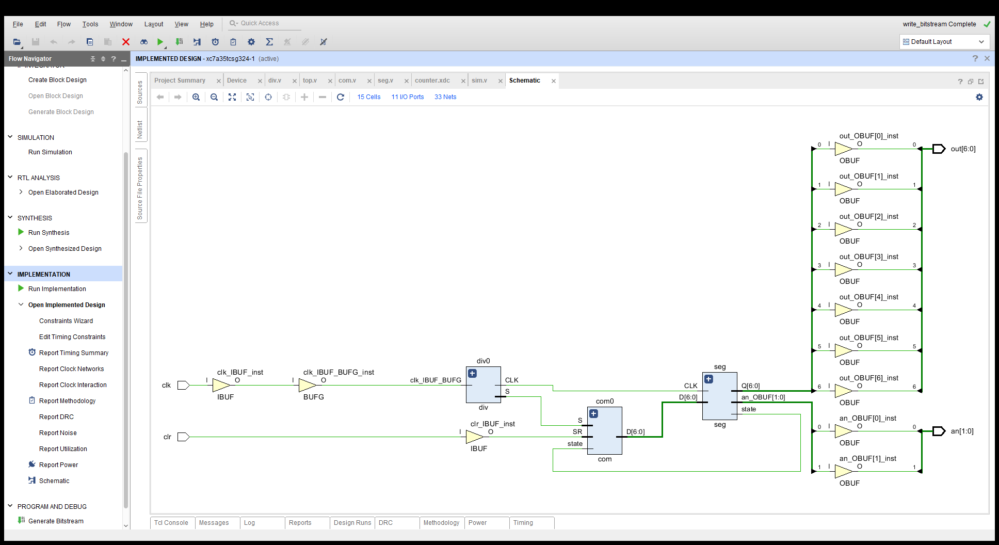 File Edit Flow Tools Window Layout View Help Quick Access
write_bitstream Complete
Default Layout
Flow Navigator
IMPLEMENTED DESIGN - xc7a35tcsg324-1 (active)
IP INTEGRATOR
Create Block Design
Open Block Design
Generate Block Design
SIMULATION
Run Simulation
RTL ANALYSIS
Open Elaborated Design
SYNTHESIS
Run Synthesis
Open Synthesized Design
IMPLEMENTATION
Run Implementation
Open Implemented Design
Constraints Wizard
Edit Timing Constraints
Report Timing Summary
Report Clock Networks
Report Clock Interaction
Report Methodology
Report DRC
Report Noise
Report Utilization
Report Power
Schematic
PROGRAM AND DEBUG
Generate Bitstream
Sources
Netlist
Source File Properties
Project Summary Device div.v top.v com.v seg.v counter.xdc sim.v Schematic
15 Cells 11 I/O Ports 33 Nets
out_OBUF[0]_inst
0 I O 0
out[6:0]
OBUF
out_OBUF[1]_inst
1 I O 1
OBUF
out_OBUF[2]_inst
2 I O 2
OBUF
out_OBUF[3]_inst
3 I O 3
OBUF
out_OBUF[4]_inst
4 I O 4
OBUF
out_OBUF[5]_inst
5 I O 5
OBUF
out_OBUF[6]_inst
6 I O 6
OBUF
an_OBUF[0]_inst
0 I O 0
an[1:0]
OBUF
an_OBUF[1]_inst
1 I O 1
OBUF
clk
clk_IBUF_inst
I O
IBUF
clk_IBUF_BUFG_inst
I O
BUFG
div0
clk_IBUF_BUFG CLK
S
div
clr
clr_IBUF_inst
I O
IBUF
com0
S
SR D[6:0]
state
com
seg
CLK Q[6:0]
D[6:0] an_OBUF[1:0]
state
seg
Tcl Console Messages Log Reports Design Runs DRC Methodology Power Timing